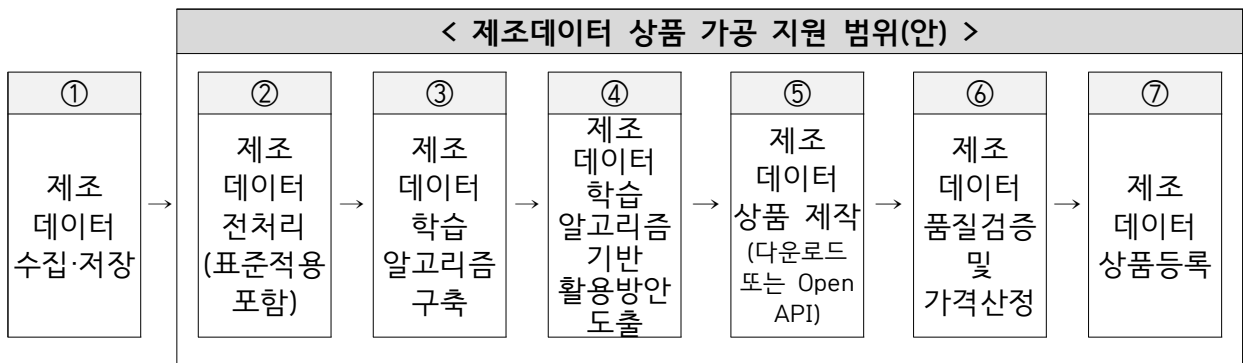 < 제조데이터 상품 가공 지원 범위(안) >
①
제조
데이터
수집·저장
→
②
제조
데이터
전처리
(표준적용
포함)
→
③
제조
데이터
학습
알고리즘
구축
→
④
제조
데이터
학습
알고리즘
기반
활용방안
도출
→
⑤
제조
데이터
상품 제작
(다운로드
또는 Open
API)
→
⑥
제조
데이터
품질검증
및
가격산정
→
⑦
제조
데이터
상품등록